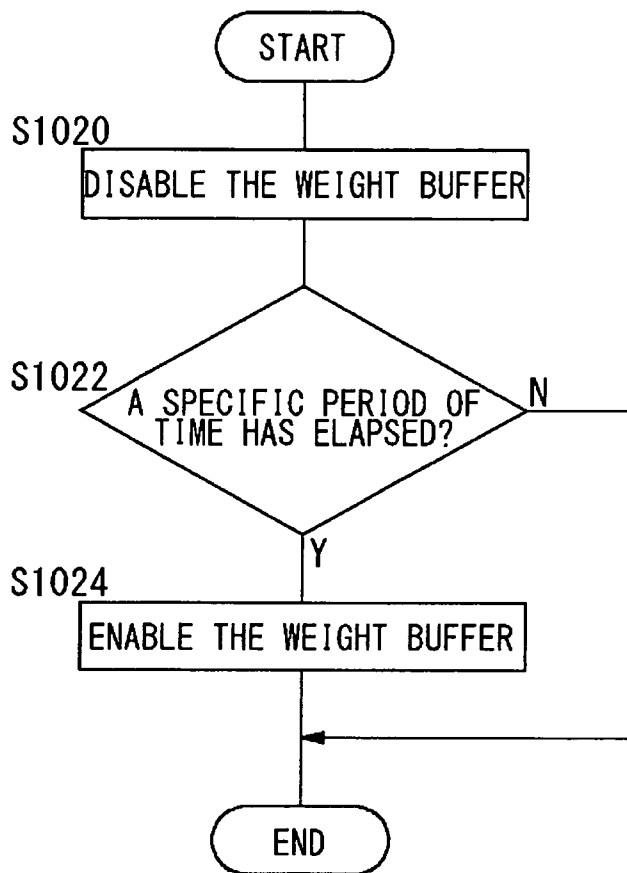 START
S1020
DISABLE THE WEIGHT BUFFER
S1022
A SPECIFIC PERIOD OF
TIME HAS ELAPSED?
N
Y
S1024
ENABLE THE WEIGHT BUFFER
END